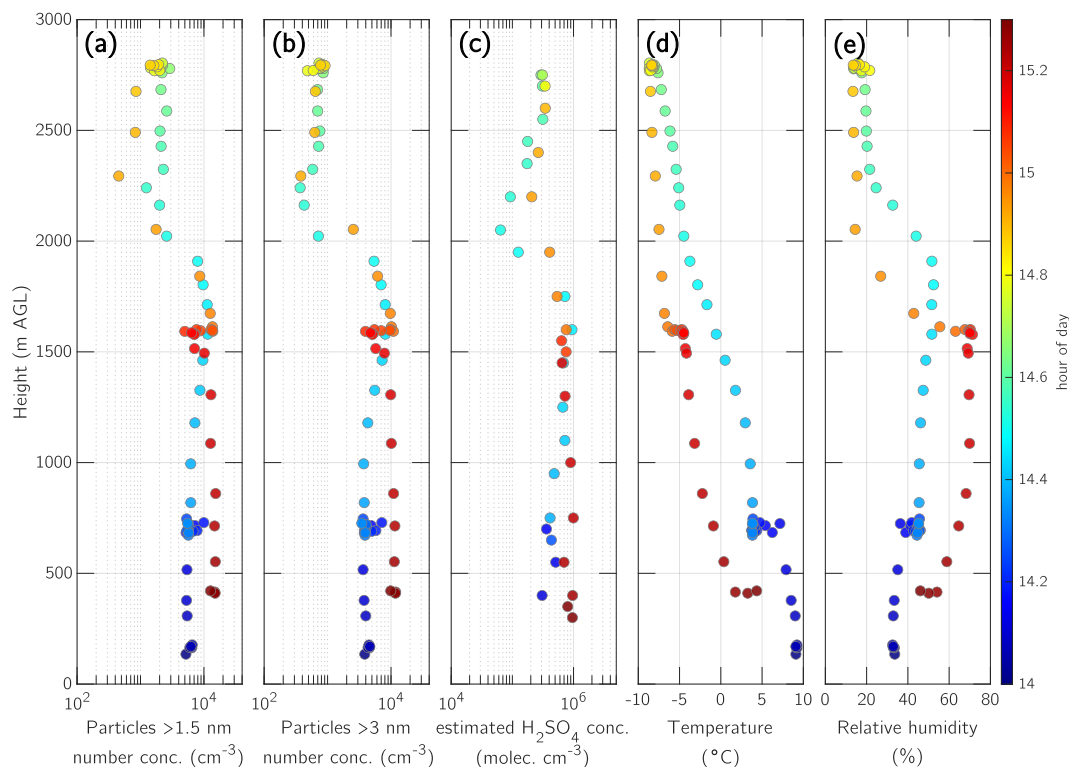 (a) (b) (c) (d) (e)
3000
2500
2000
1500
1000
500
0
Height (m AGL)
10^2 10^4
10^2 10^4
10^4 10^6
-10 -5 0 5 10
0 20 40 60 80
Particles >1.5 nm
number conc. (cm^-3)
Particles >3 nm
number conc. (cm^-3)
estimated H_2SO_4 conc.
(molec. cm^-3)
Temperature
(°C)
Relative humidity
(%)
15.2
15
14.8
14.6
14.4
14.2
14
hour of day